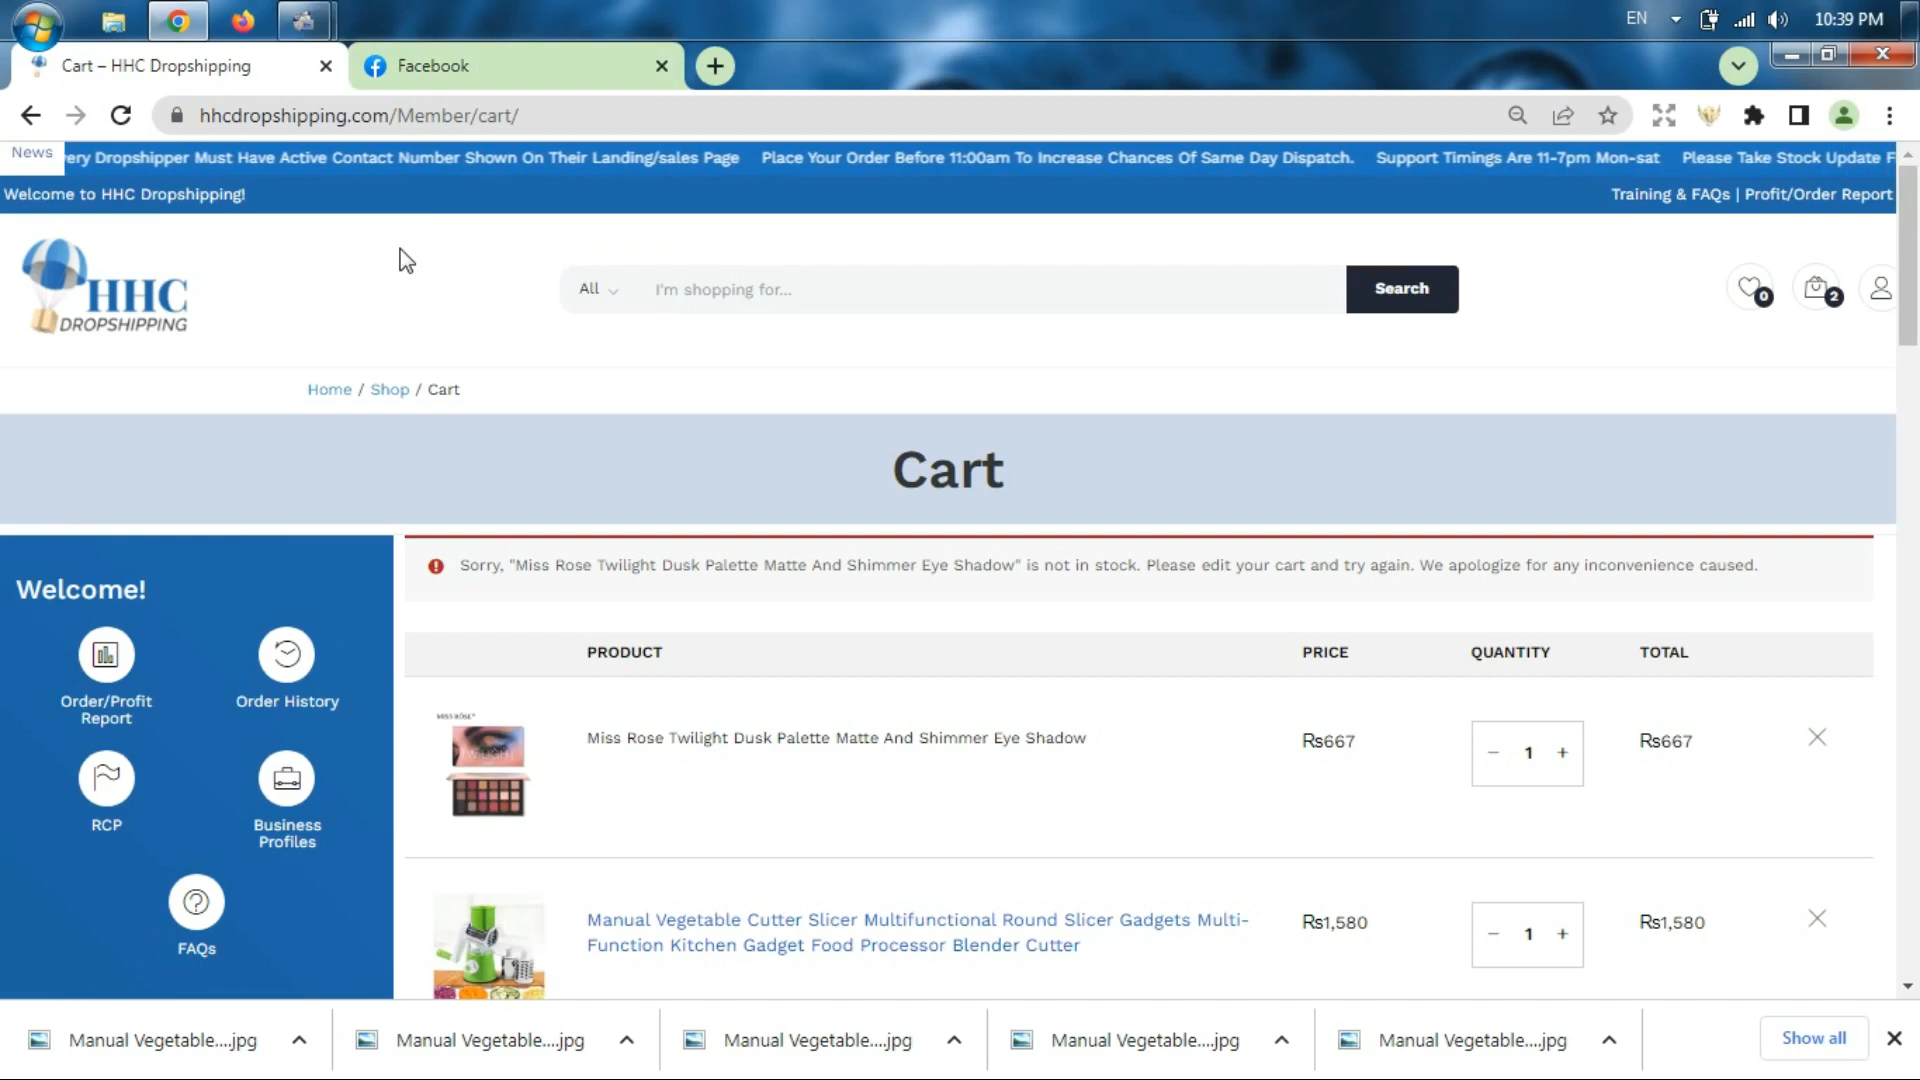 EN
10:39 PM
Cart – HHC Dropshipping
Facebook
hhcdropshipping.com/Member/cart/
News
very Dropshipper Must Have Active Contact Number Shown On Their Landing/sales Page Place Your Order Before 11:00am To Increase Chances Of Same Day Dispatch. Support Timings Are 11-7pm Mon-sat Please Take Stock Update F
Welcome to HHC Dropshipping!
Training & FAQs | Profit/Order Report
HHC
DROPSHIPPING
All
I'm shopping for...
Search
0
2
Home / Shop / Cart
Cart
Welcome!
Order/Profit
Report
Order History
RCP
Business
Profiles
FAQs
Sorry, "Miss Rose Twilight Dusk Palette Matte And Shimmer Eye Shadow" is not in stock. Please edit your cart and try again. We apologize for any inconvenience caused.
PRODUCT PRICE QUANTITY TOTAL
MISS ROSE
Miss Rose Twilight Dusk Palette Matte And Shimmer Eye Shadow
₨667
− 1 +
₨667
Manual Vegetable Cutter Slicer Multifunctional Round Slicer Gadgets Multi-
Function Kitchen Gadget Food Processor Blender Cutter
₨1,580
− 1 +
₨1,580
Manual Vegetable....jpg
Manual Vegetable....jpg
Manual Vegetable....jpg
Manual Vegetable....jpg
Manual Vegetable....jpg
Show all